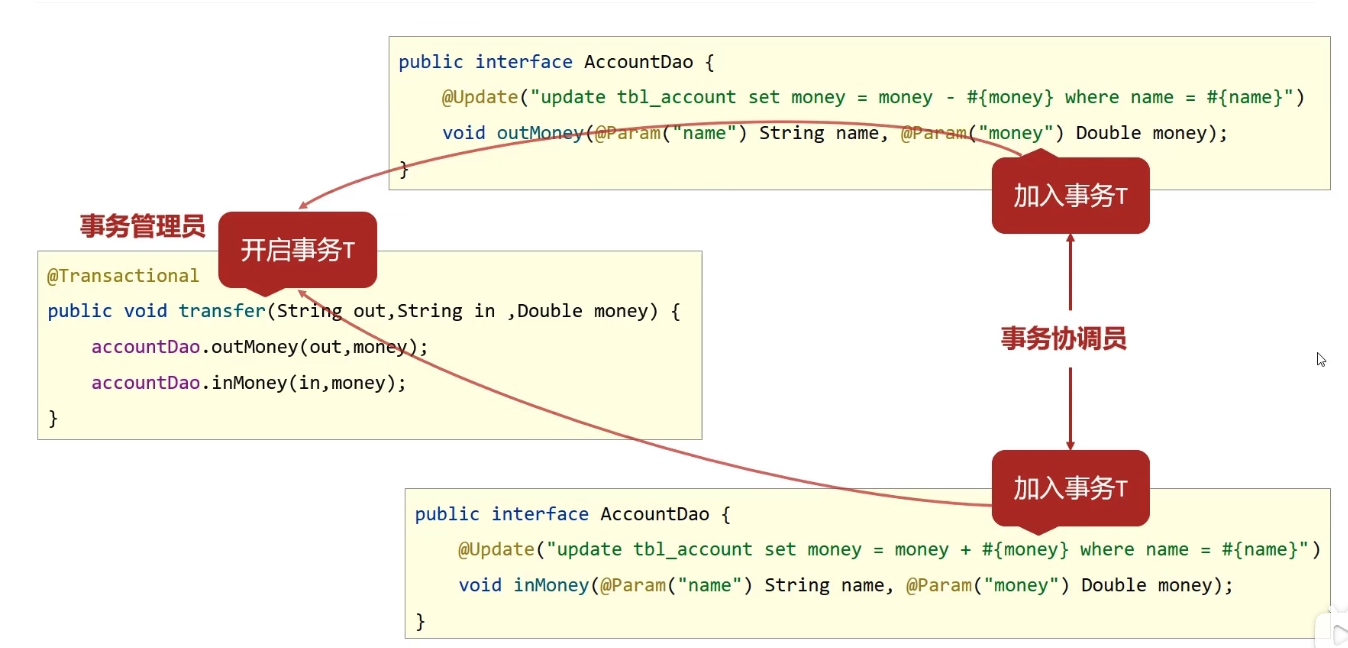 public interface AccountDao {
@Update("update tbl_account set money = money - #{money} where name = #{name}")
void outMoney(@Param("name") String name, @Param("money") Double money);
}
加入事务T
事务管理员
开启事务T
@Transactional
public void transfer(String out,String in ,Double money) {
accountDao.outMoney(out,money);
accountDao.inMoney(in,money);
}
事务协调员
加入事务T
public interface AccountDao {
@Update("update tbl_account set money = money + #{money} where name = #{name}")
void inMoney(@Param("name") String name, @Param("money") Double money);
}